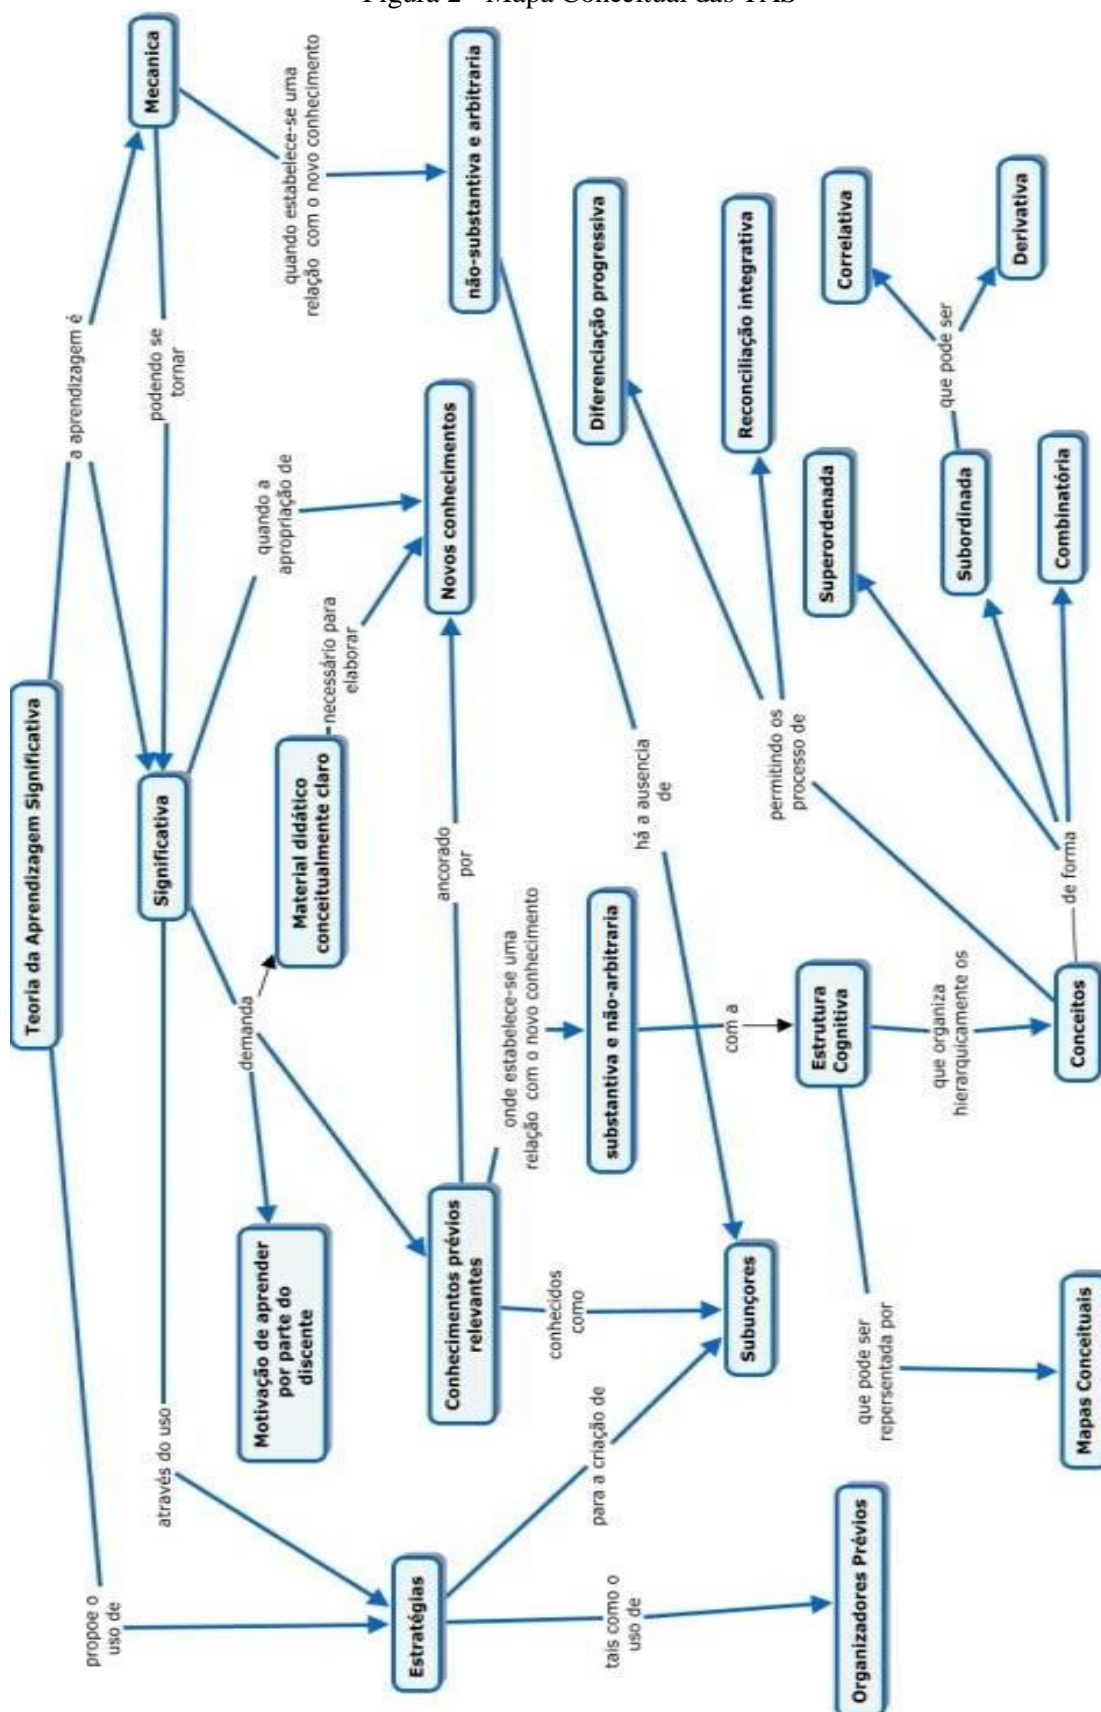 Figura 2 - Mapa Conceitual das TAS
Teoria da Aprendizagem Significativa
propoe o
uso de
a aprendizagem é
Significativa
Mecanica
podendo se
tornar
através do uso
demanda
quando a
apropriação de
quando estabelece-se uma
relação com o novo conhecimento
Motivação de aprender
por parte do
discente
Material didático
conceitualmente claro
necessário para
elaborar
Estratégias
Conhecimentos prévios
relevantes
ancorado
por
Novos conhecimentos
não-substantiva e arbitraria
para a criação de
tais como o
uso de
conhecidos
como
onde estabelece-se uma
relação com o novo conhecimento
substantiva e não-arbitraria
há a ausencia
de
Diferenciação progressiva
Subunçores
com a
permitindo os
processo de
Reconciliação integrativa
Organizadores Prévios
Estrutura
Cognitiva
Superordenada
Correlativa
que pode ser
repersentada por
que organiza
hierarquicamente os
Subordinada
que pode ser
Derivativa
Mapas Conceituais
Conceitos
de forma
Combinatória